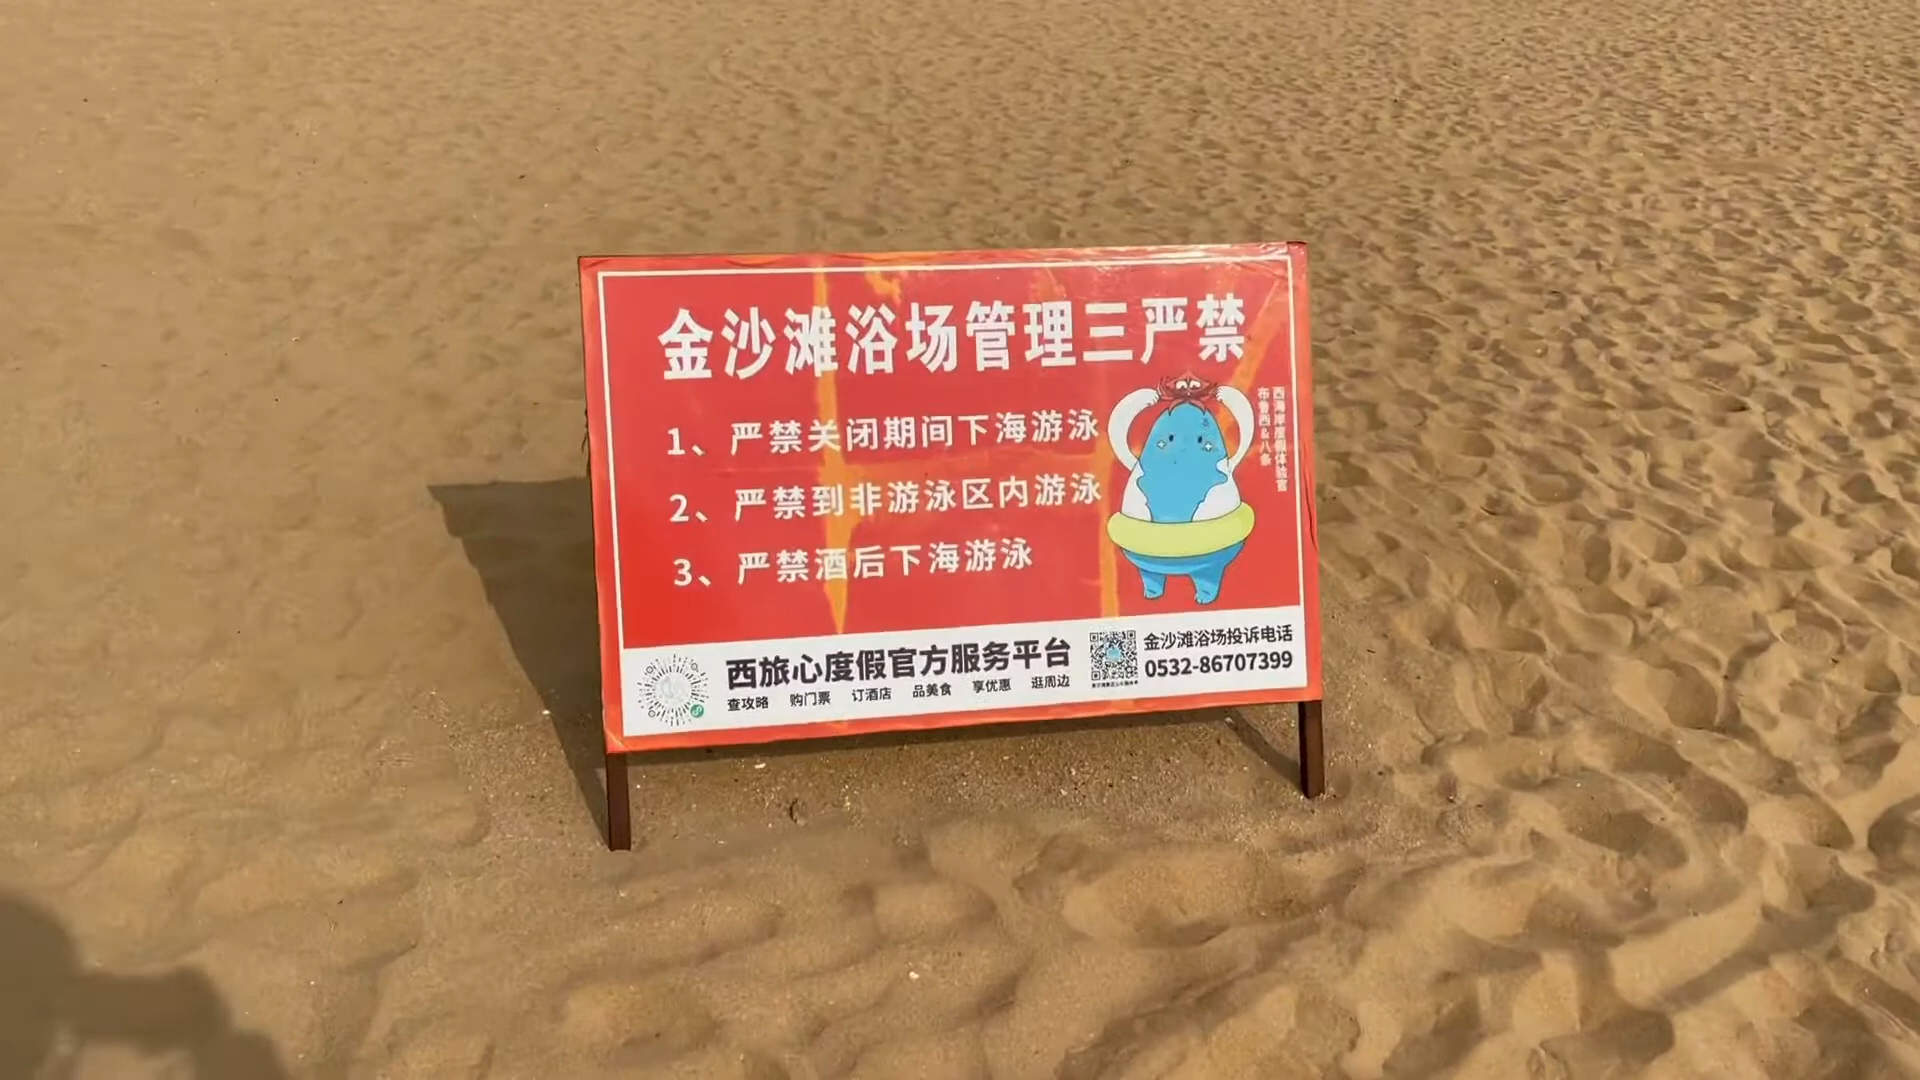 金沙滩浴场管理三严禁
1、严禁关闭期间下海游泳
2、严禁到非游泳区内游泳
3、严禁酒后下海游泳
西海岸度假体验官
布鲁西&八条
西旅心度假官方服务平台
查攻略 购门票 订酒店 品美食 享优惠 逛周边
金沙滩浴场投诉电话
0532-86707399